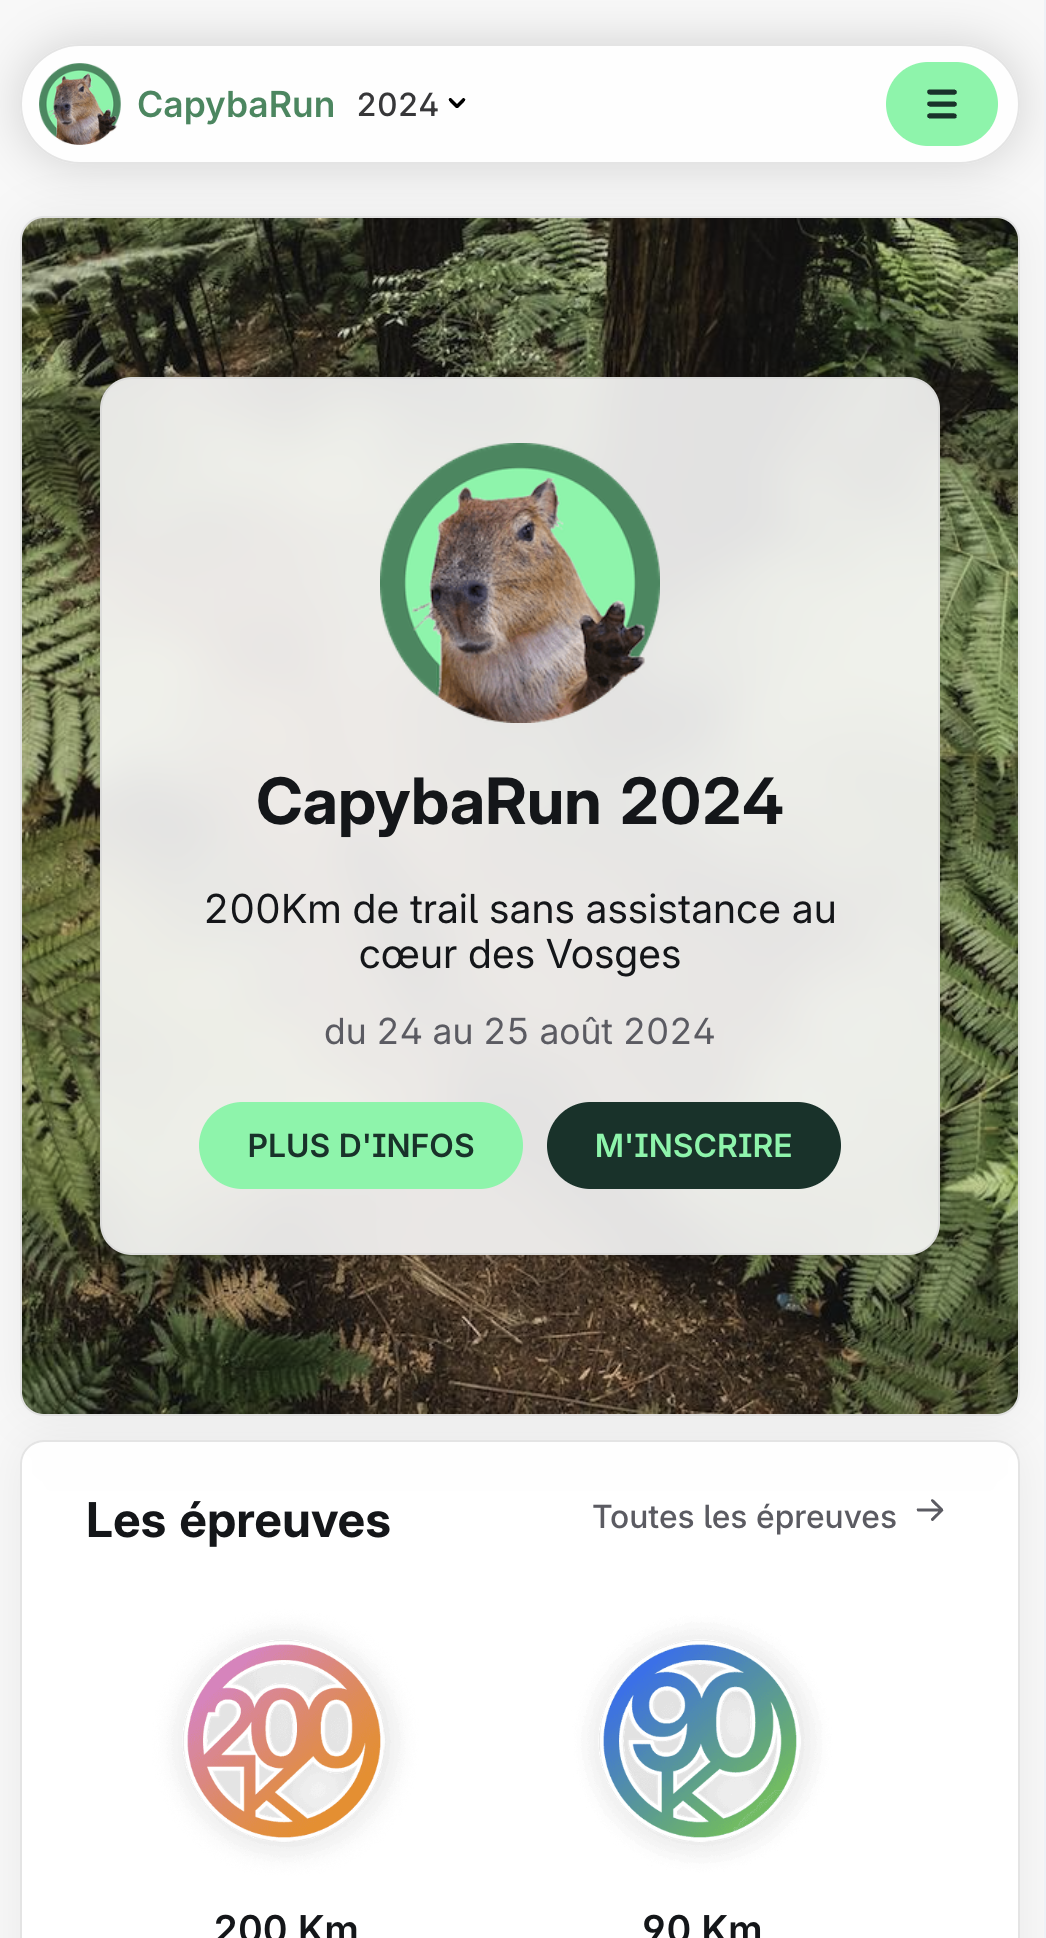 CapybaRun 2024
CapybaRun 2024
200Km de trail sans assistance au
cœur des Vosges
du 24 au 25 août 2024
PLUS D'INFOS M'INSCRIRE
Les épreuves Toutes les épreuves
200 90
K K
200 Km 90 Km